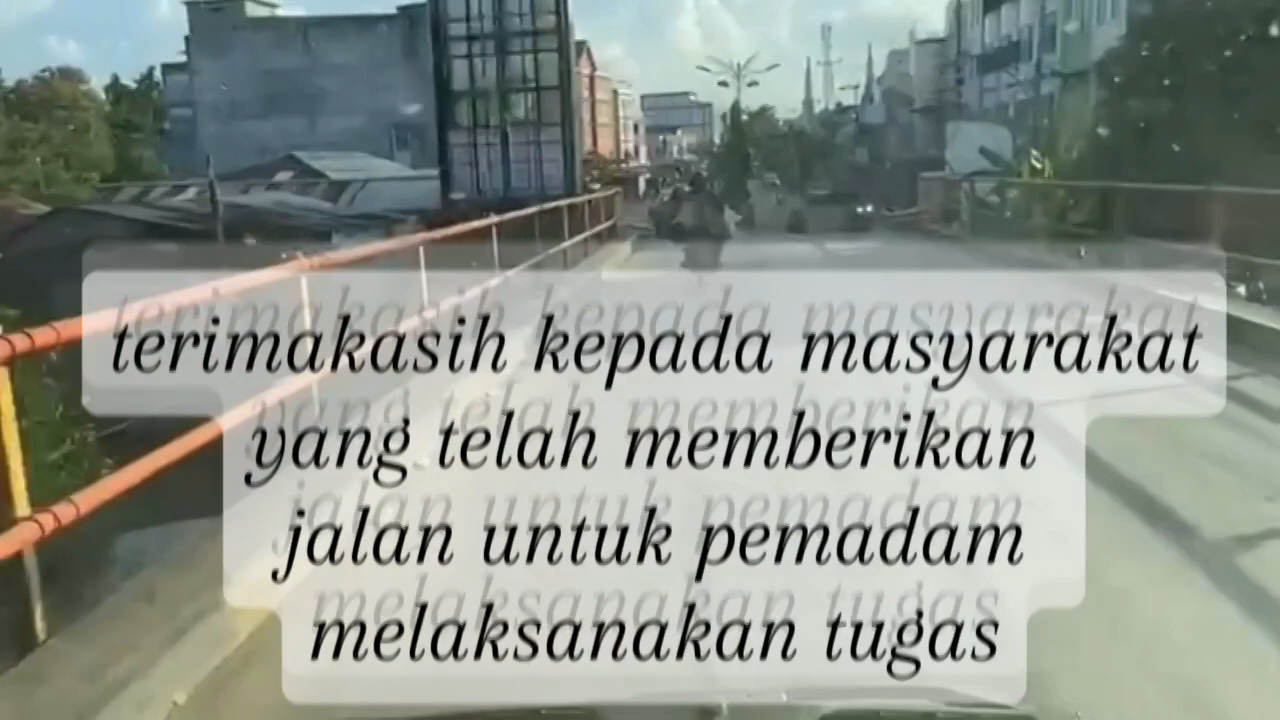 terimakasih kepada masyarakat
yang telah memberikan
jalan untuk pemadam
melaksanakan tugas